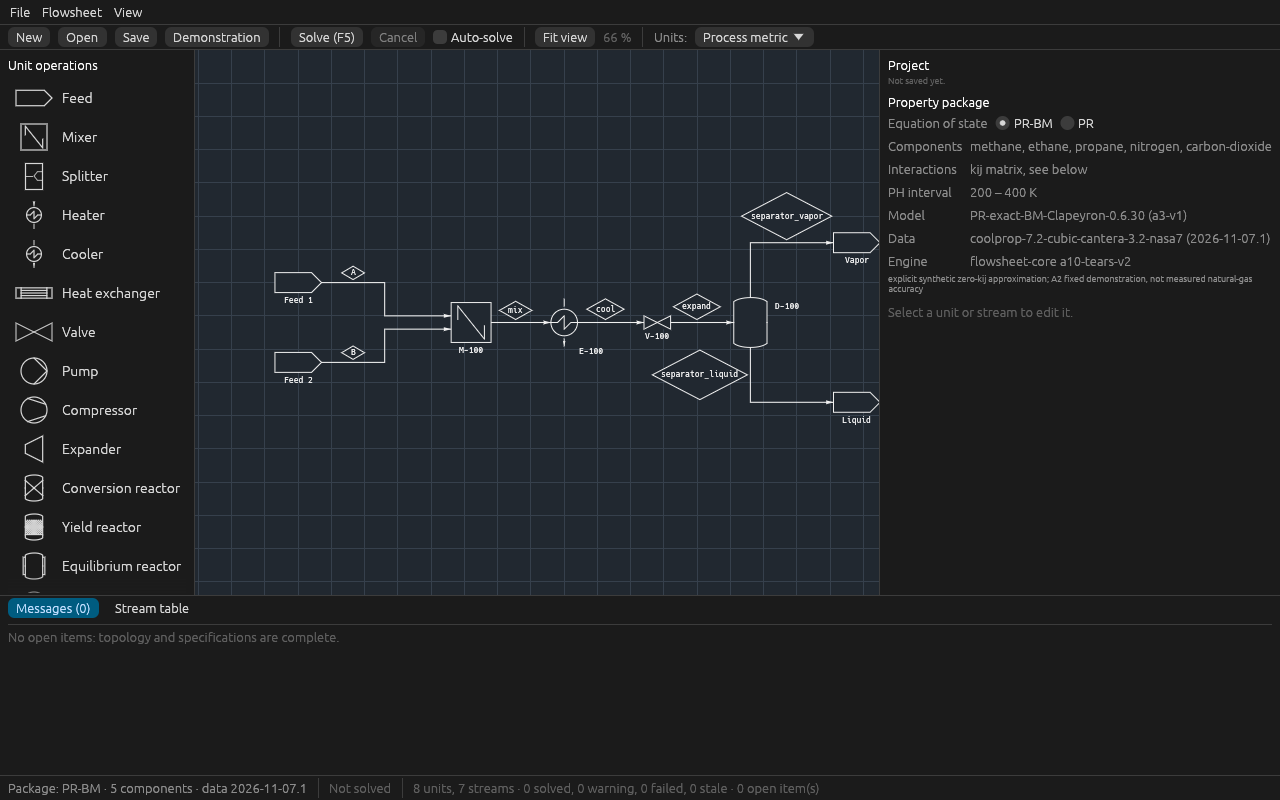 File Flowsheet View
New Open Save Demonstration Solve (F5) Cancel Auto-solve Fit view 66 % Units: Process metric
Unit operations
Feed
Mixer
Splitter
Heater
Cooler
Heat exchanger
Valve
Pump
Compressor
Expander
Conversion reactor
Yield reactor
Equilibrium reactor
separator_vapor
Vapor
A
Feed 1
mix
cool
expand
D-100
M-100
E-100
V-100
B
Feed 2
separator_liquid
Liquid
Project
Not saved yet.
Property package
Equation of state PR-BM PR
Components methane, ethane, propane, nitrogen, carbon-dioxide
Interactions kij matrix, see below
PH interval 200 – 400 K
Model PR-exact-BM-Clapeyron-0.6.30 (a3-v1)
Data coolprop-7.2-cubic-cantera-3.2-nasa7 (2026-11-07.1)
Engine flowsheet-core a10-tears-v2
explicit synthetic zero-kij approximation; A2 fixed demonstration, not measured natural-gas
accuracy
Select a unit or stream to edit it.
Messages (0) Stream table
No open items: topology and specifications are complete.
Package: PR-BM · 5 components · data 2026-11-07.1 Not solved 8 units, 7 streams · 0 solved, 0 warning, 0 failed, 0 stale · 0 open item(s)